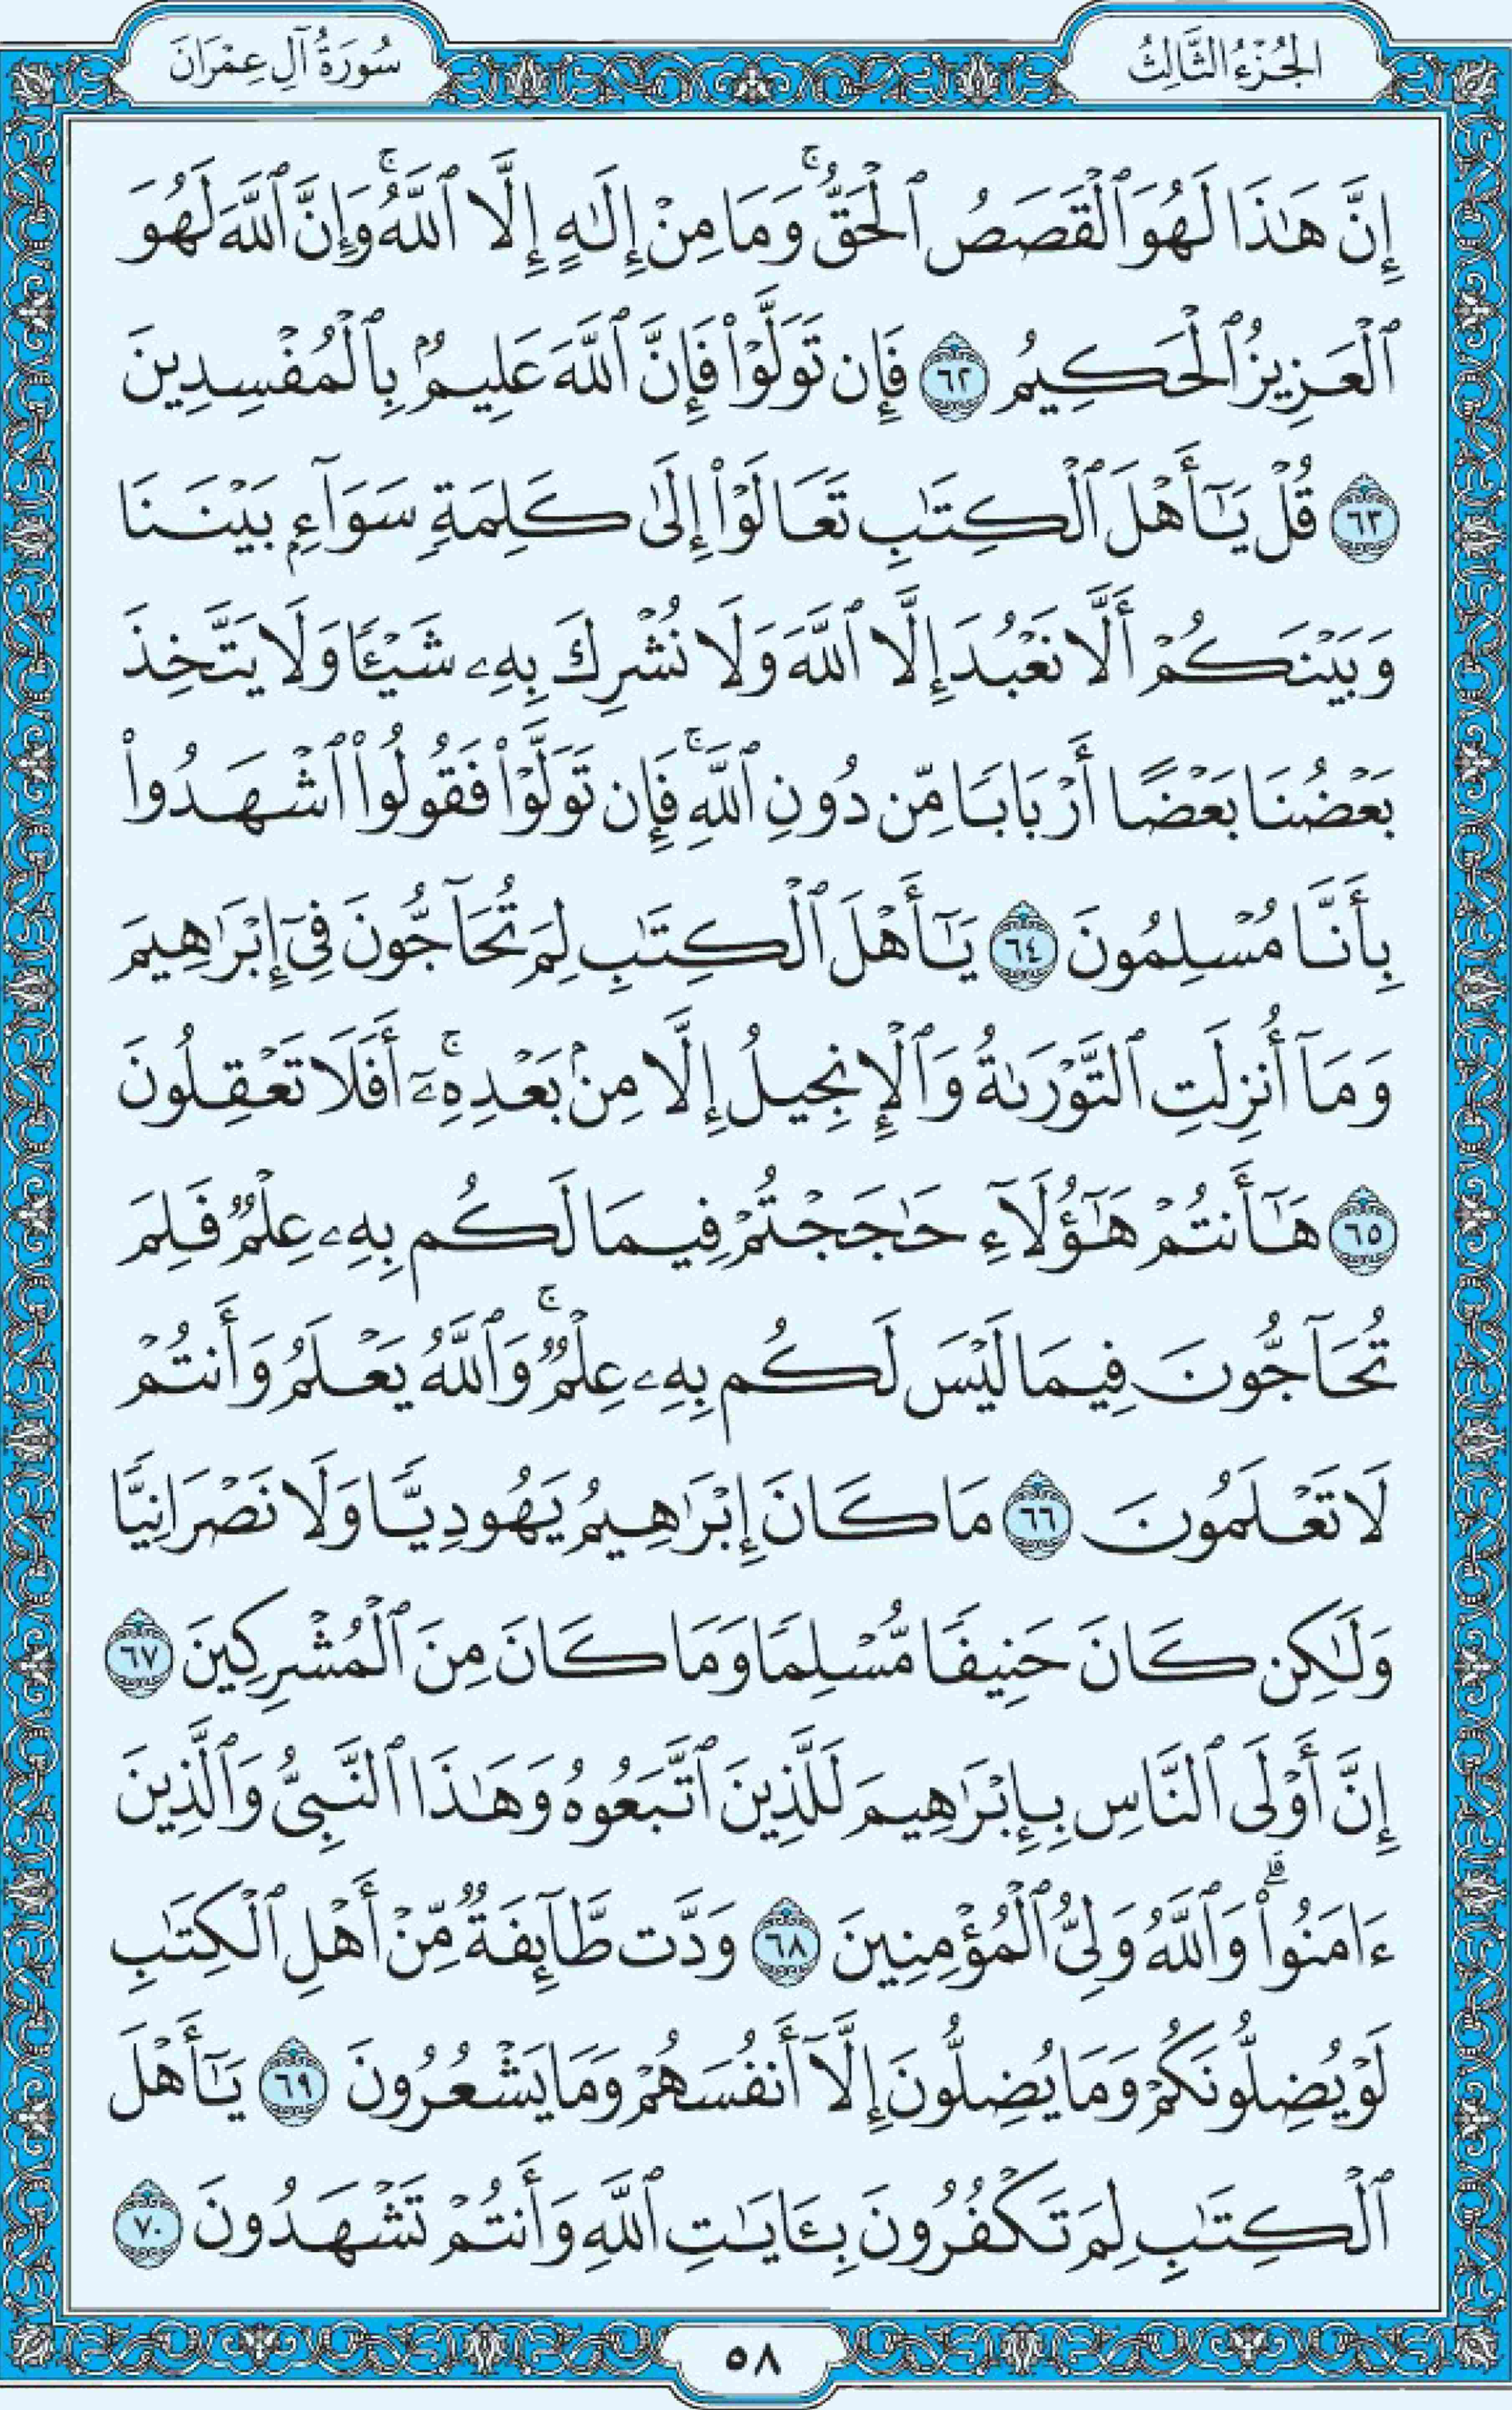 الجُزْءُ الثَّالِثُ
سُورَةُ آلِ عِمْرَانَ
إِنَّ هَٰذَا لَهُوَ ٱلْقَصَصُ ٱلْحَقُّۚ وَمَا مِنْ إِلَٰهٍ إِلَّا ٱللَّهُۚ وَإِنَّ ٱللَّهَ لَهُوَ
ٱلْعَزِيزُ ٱلْحَكِيمُ ٦٢ فَإِن تَوَلَّوْا۟ فَإِنَّ ٱللَّهَ عَلِيمٌۢ بِٱلْمُفْسِدِينَ
٦٣ قُلْ يَٰٓأَهْلَ ٱلْكِتَٰبِ تَعَالَوْا۟ إِلَىٰ كَلِمَةٍ سَوَآءٍۭ بَيْنَنَا
وَبَيْنَكُمْ أَلَّا نَعْبُدَ إِلَّا ٱللَّهَ وَلَا نُشْرِكَ بِهِۦ شَيْـًٔا وَلَا يَتَّخِذَ
بَعْضُنَا بَعْضًا أَرْبَابًا مِّن دُونِ ٱللَّهِۚ فَإِن تَوَلَّوْا۟ فَقُولُوا۟ ٱشْهَدُوا۟
بِأَنَّا مُسْلِمُونَ ٦٤ يَٰٓأَهْلَ ٱلْكِتَٰبِ لِمَ تُحَآجُّونَ فِىٓ إِبْرَٰهِيمَ
وَمَآ أُنزِلَتِ ٱلتَّوْرَىٰةُ وَٱلْإِنجِيلُ إِلَّا مِنۢ بَعْدِهِۦٓۚ أَفَلَا تَعْقِلُونَ
٦٥ هَٰٓأَنتُمْ هَٰٓؤُلَآءِ حَٰجَجْتُمْ فِيمَا لَكُم بِهِۦ عِلْمٌ فَلِمَ
تُحَآجُّونَ فِيمَا لَيْسَ لَكُم بِهِۦ عِلْمٌۚ وَٱللَّهُ يَعْلَمُ وَأَنتُمْ
لَا تَعْلَمُونَ ٦٦ مَا كَانَ إِبْرَٰهِيمُ يَهُودِيًّا وَلَا نَصْرَانِيًّا
وَلَٰكِن كَانَ حَنِيفًا مُّسْلِمًا وَمَا كَانَ مِنَ ٱلْمُشْرِكِينَ ٦٧
إِنَّ أَوْلَى ٱلنَّاسِ بِإِبْرَٰهِيمَ لَلَّذِينَ ٱتَّبَعُوهُ وَهَٰذَا ٱلنَّبِىُّ وَٱلَّذِينَ
ءَامَنُوا۟ۗ وَٱللَّهُ وَلِىُّ ٱلْمُؤْمِنِينَ ٦٨ وَدَّت طَّآئِفَةٌ مِّنْ أَهْلِ ٱلْكِتَٰبِ
لَوْ يُضِلُّونَكُمْ وَمَا يُضِلُّونَ إِلَّآ أَنفُسَهُمْ وَمَا يَشْعُرُونَ ٦٩ يَٰٓأَهْلَ
ٱلْكِتَٰبِ لِمَ تَكْفُرُونَ بِـَٔايَٰتِ ٱللَّهِ وَأَنتُمْ تَشْهَدُونَ ٧٠
٥٨